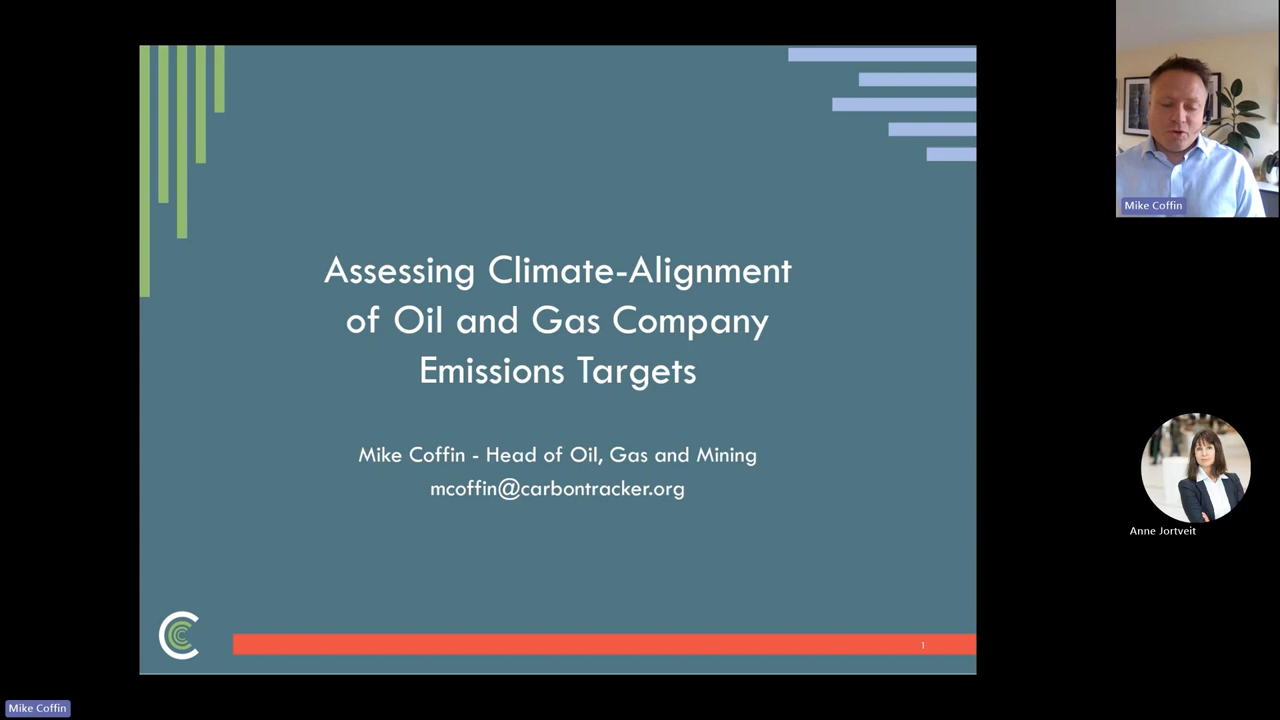 Assessing Climate-Alignment
of Oil and Gas Company
Emissions Targets
Mike Coffin - Head of Oil, Gas and Mining
mcoffin@carbontracker.org
1
Mike Coffin
Anne Jortveit
Mike Coffin